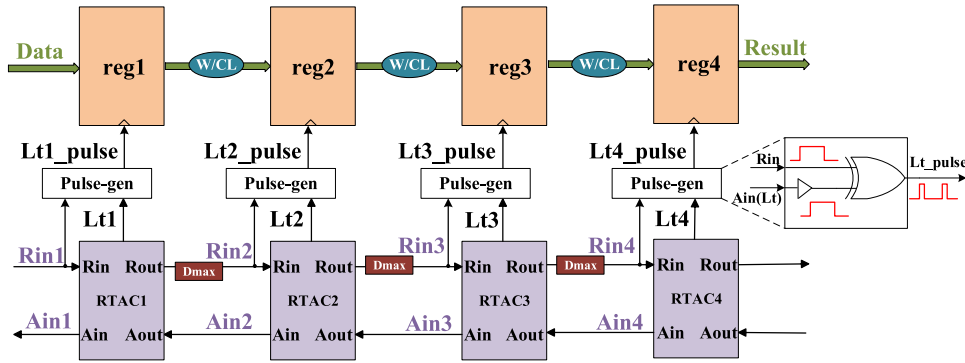 Data
reg1
W/CL
reg2
W/CL
reg3
W/CL
reg4
Result
Lt1_pulse
Lt2_pulse
Lt3_pulse
Lt4_pulse
Pulse-gen
Pulse-gen
Pulse-gen
Pulse-gen
Rin
Ain(Lt)
Lt_pulse
Lt1
Lt2
Lt3
Lt4
Rin1
Rin Rout
Rin2
Dmax
Rin Rout
Rin3
Dmax
Rin Rout
Rin4
Dmax
Rin Rout
RTAC1
RTAC2
RTAC3
RTAC4
Ain1
Ain Aout
Ain2
Ain Aout
Ain3
Ain Aout
Ain4
Ain Aout